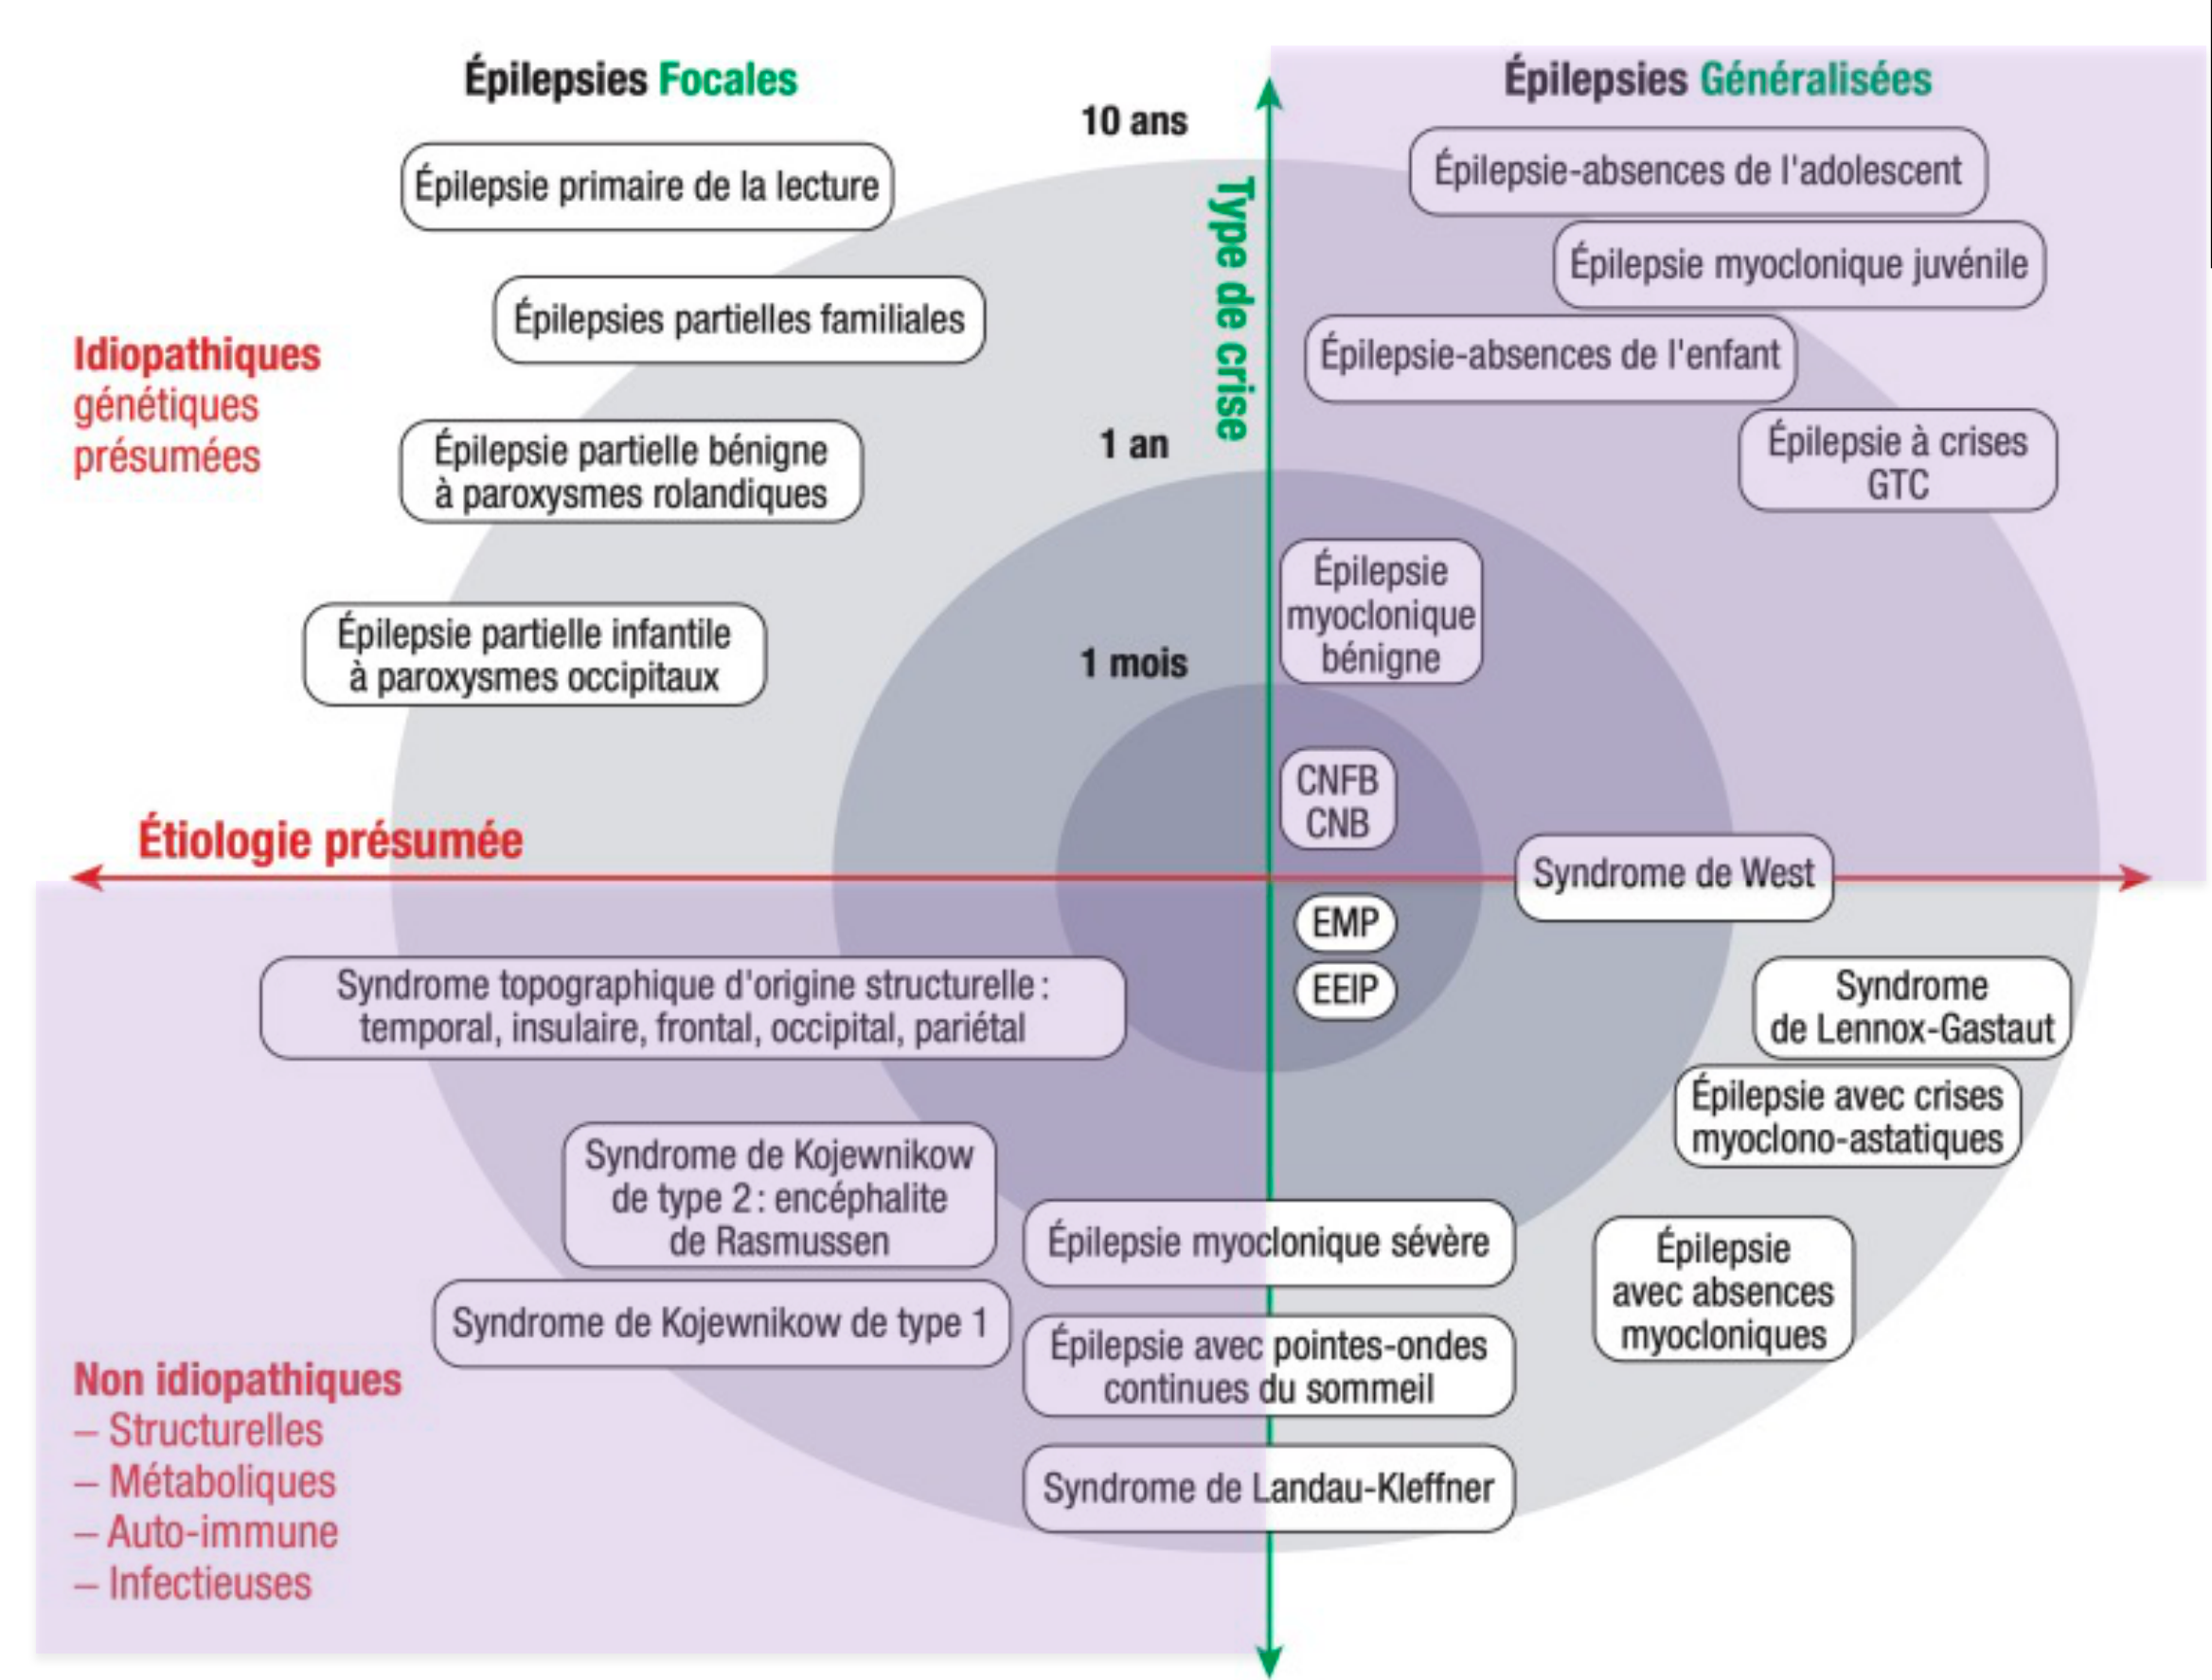 Épilepsies Focales
Épilepsies Généralisées
10 ans
Type de crise
Épilepsie primaire de la lecture
Épilepsie-absences de l'adolescent
Épilepsie myoclonique juvénile
Épilepsies partielles familiales
Épilepsie-absences de l'enfant
Idiopathiques
génétiques
présumées
Épilepsie partielle bénigne
à paroxysmes rolandiques
1 an
Épilepsie à crises
GTC
Épilepsie
myoclonique
bénigne
Épilepsie partielle infantile
à paroxysmes occipitaux
1 mois
CNFB
CNB
Étiologie présumée
Syndrome de West
EMP
EEIP
Syndrome topographique d'origine structurelle :
temporal, insulaire, frontal, occipital, pariétal
Syndrome
de Lennox-Gastaut
Épilepsie avec crises
myoclono-astatiques
Syndrome de Kojewnikow
de type 2 : encéphalite
de Rasmussen
Épilepsie myoclonique sévère
Épilepsie
avec absences
myocloniques
Syndrome de Kojewnikow de type 1
Épilepsie avec pointes-ondes
continues du sommeil
Syndrome de Landau-Kleffner
Non idiopathiques
– Structurelles
– Métaboliques
– Auto-immune
– Infectieuses